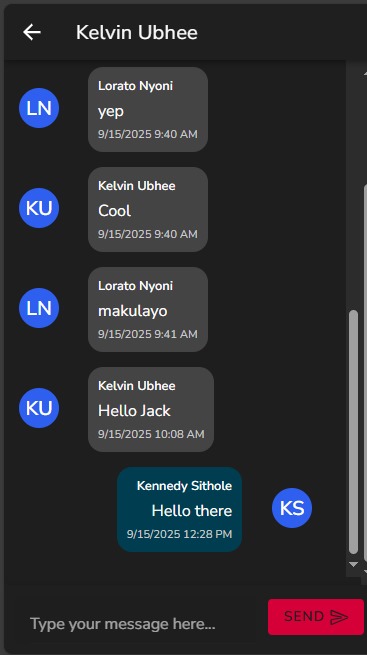 Kelvin Ubhee
Lorato Nyoni
LN
yep
9/15/2025 9:40 AM
Kelvin Ubhee
KU
Cool
9/15/2025 9:40 AM
Lorato Nyoni
LN
makulayo
9/15/2025 9:41 AM
Kelvin Ubhee
KU
Hello Jack
9/15/2025 10:08 AM
Kennedy Sithole
Hello there
KS
9/15/2025 12:28 PM
Type your message here...
SEND